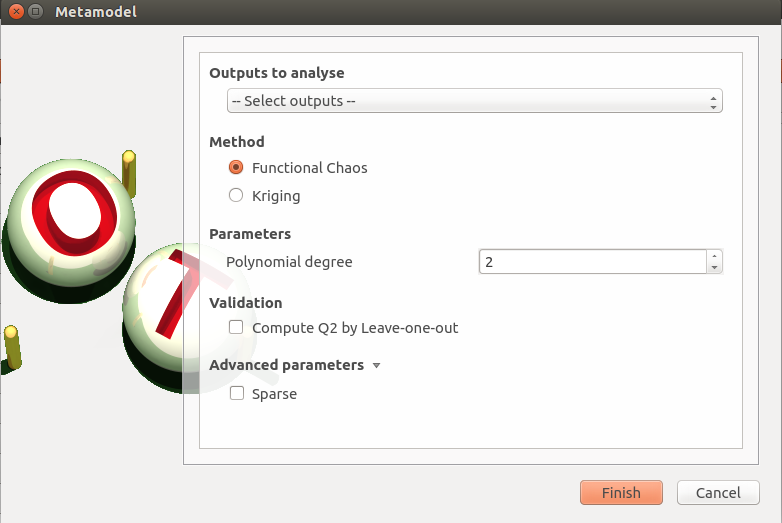 Metamodel
Outputs to analyse
-- Select outputs --
Method
Functional Chaos
Kriging
Parameters
Polynomial degree
2
Validation
Compute Q2 by Leave-one-out
Advanced parameters
Sparse
O
T
Finish
Cancel